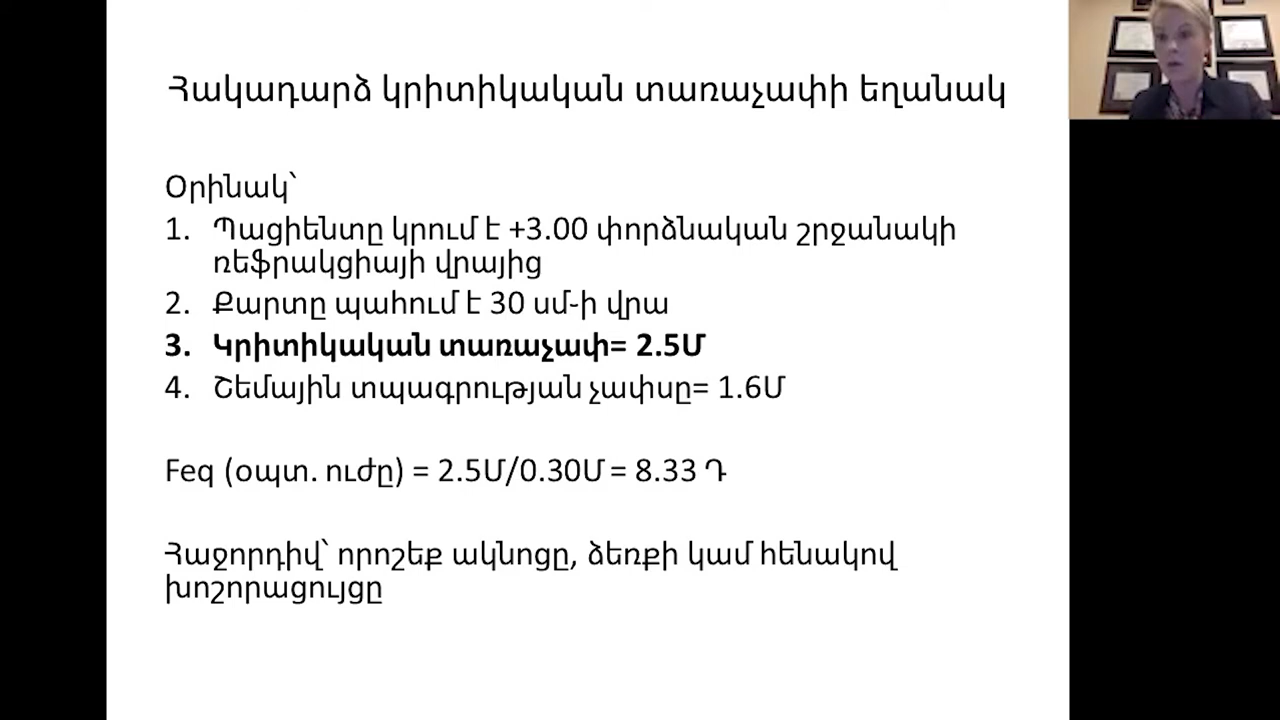 Հակադարձ կրիտիկական տառաչափի եղանակ
Օրինակ՝
1. Պացիենտը կրում է +3.00 փորձնական շրջանակի
ռեֆրակցիայի վրայից
2. Քարտը պահում է 30 սմ-ի վրա
3. Կրիտիկական տառաչափ= 2.5Մ
4. Շեմային տպագրության չափսը= 1.6Մ
Feq (օպտ. ուժը) = 2.5Մ/0.30Մ = 8.33 Դ
Հաջորդիվ՝ որոշեք ակնոցը, ձեռքի կամ հենակով
խոշորացույցը